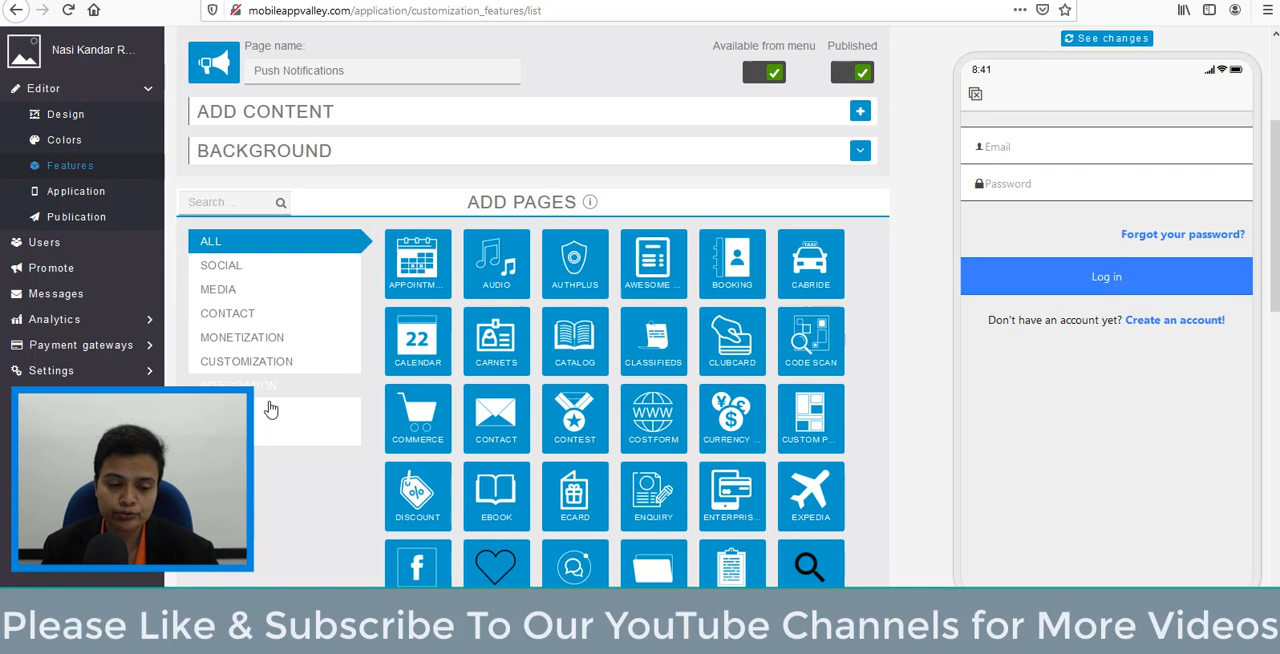 mobileappvalley.com/application/customization_features/list
Nasi Kandar R...
Editor
Design
Colors
Features
Application
Publication
Users
Promote
Messages
Analytics
Payment gateways
Settings
Page name:
Push Notifications
Available from menu
Published
ADD CONTENT
BACKGROUND
Search ...
ADD PAGES
ALL
SOCIAL
MEDIA
CONTACT
MONETIZATION
CUSTOMIZATION
INTEGRATION
APPOINTM...
AUDIO
AUTHPLUS
AWESOME ...
BOOKING
TAXI
CABRIDE
22
CALENDAR
CARNETS
CATALOG
CLASSIFIEDS
CLUBCARD
CODE SCAN
COMMERCE
CONTACT
CONTEST
WWW
COSTFORM
CURRENCY ...
CUSTOM P...
DISCOUNT
EBOOK
ECARD
ENQUIRY
ENTERPRIS...
EXPEDIA
See changes
8:41
Email
Password
Forgot your password?
Log in
Don't have an account yet? Create an account!
Please Like & Subscribe To Our YouTube Channels for More Videos